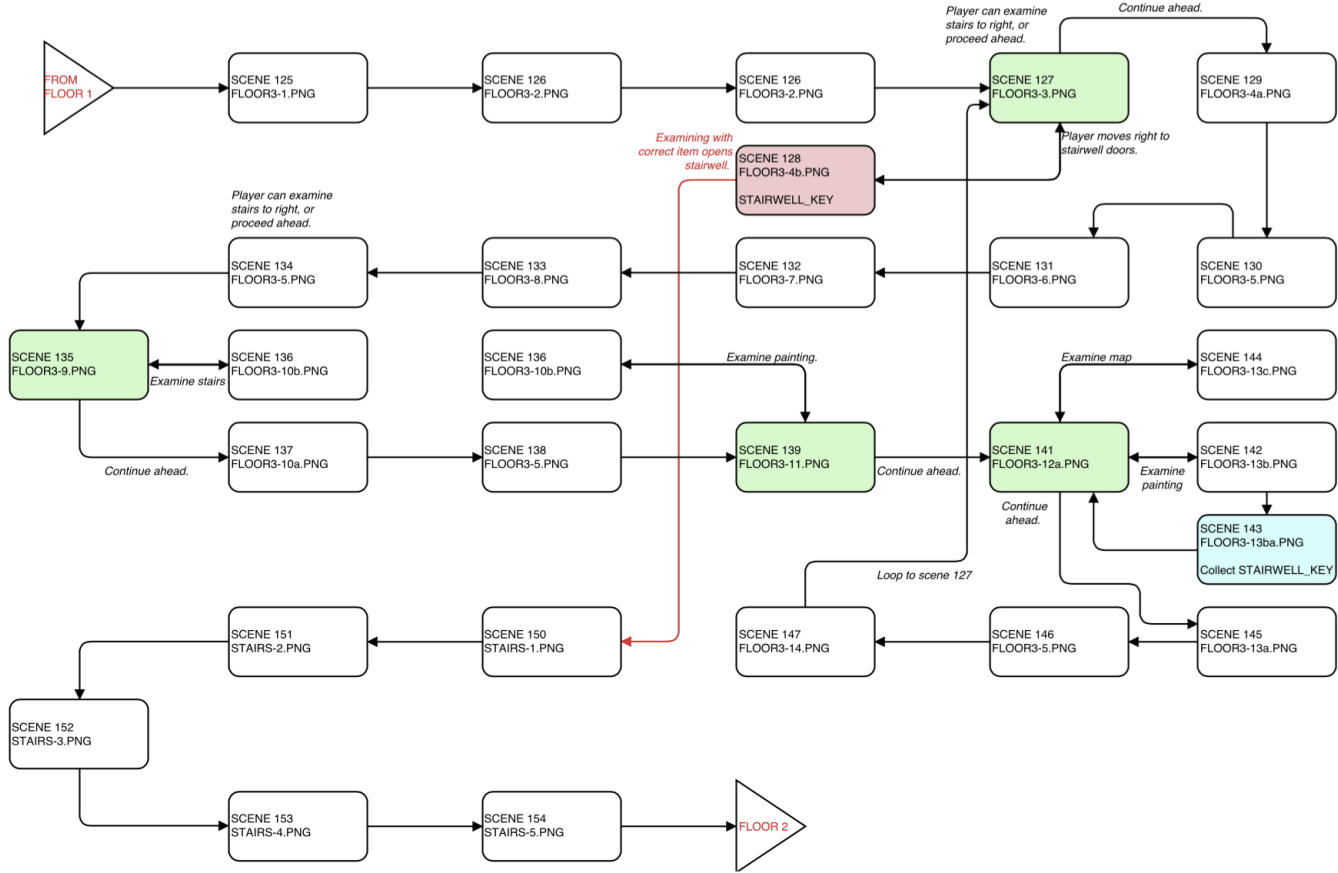 Player can examine
stairs to right, or
proceed ahead.
Continue ahead.
FROM
FLOOR 1
SCENE 125
FLOOR3-1.PNG
SCENE 126
FLOOR3-2.PNG
SCENE 126
FLOOR3-2.PNG
SCENE 127
FLOOR3-3.PNG
SCENE 129
FLOOR3-4a.PNG
Examining with
correct item opens
stairwell.
SCENE 128
FLOOR3-4b.PNG
STAIRWELL_KEY
Player moves right to
stairwell doors.
Player can examine
stairs to right, or
proceed ahead.
SCENE 134
FLOOR3-5.PNG
SCENE 133
FLOOR3-8.PNG
SCENE 132
FLOOR3-7.PNG
SCENE 131
FLOOR3-6.PNG
SCENE 130
FLOOR3-5.PNG
SCENE 135
FLOOR3-9.PNG
Examine stairs
SCENE 136
FLOOR3-10b.PNG
SCENE 136
FLOOR3-10b.PNG
Examine painting.
Examine map
SCENE 144
FLOOR3-13c.PNG
Continue ahead.
SCENE 137
FLOOR3-10a.PNG
SCENE 138
FLOOR3-5.PNG
SCENE 139
FLOOR3-11.PNG
Continue ahead.
SCENE 141
FLOOR3-12a.PNG
Examine
painting
SCENE 142
FLOOR3-13b.PNG
Continue
ahead.
SCENE 143
FLOOR3-13ba.PNG
Collect STAIRWELL_KEY
Loop to scene 127
SCENE 151
STAIRS-2.PNG
SCENE 150
STAIRS-1.PNG
SCENE 147
FLOOR3-14.PNG
SCENE 146
FLOOR3-5.PNG
SCENE 145
FLOOR3-13a.PNG
SCENE 152
STAIRS-3.PNG
SCENE 153
STAIRS-4.PNG
SCENE 154
STAIRS-5.PNG
FLOOR 2